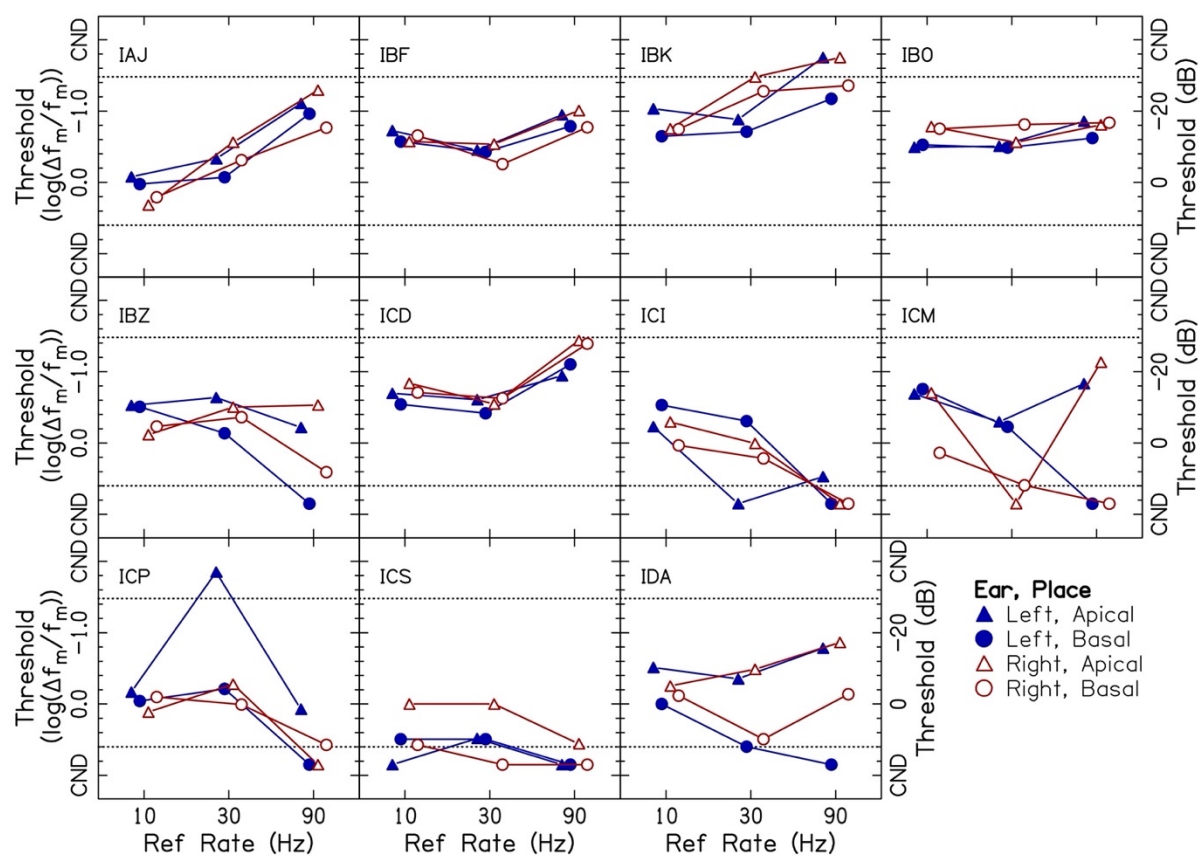 IAJ
IBF
IBK
IBO
CND
-1.0
0.0
CND
Threshold
(log(Δfm/fm))
-20
0
CND
CND
Threshold (dB)
IBZ
ICD
ICI
ICM
CND
-1.0
0.0
CND
Threshold
(log(Δfm/fm))
CND
-20
0
CND
Threshold (dB)
ICP
ICS
IDA
CND
-1.0
0.0
CND
Threshold
(log(Δfm/fm))
CND
-20
0
CND
Threshold (dB)
Ear, Place
Left, Apical
Left, Basal
Right, Apical
Right, Basal
10 30 90
10 30 90
10 30 90
Ref Rate (Hz)
Ref Rate (Hz)
Ref Rate (Hz)